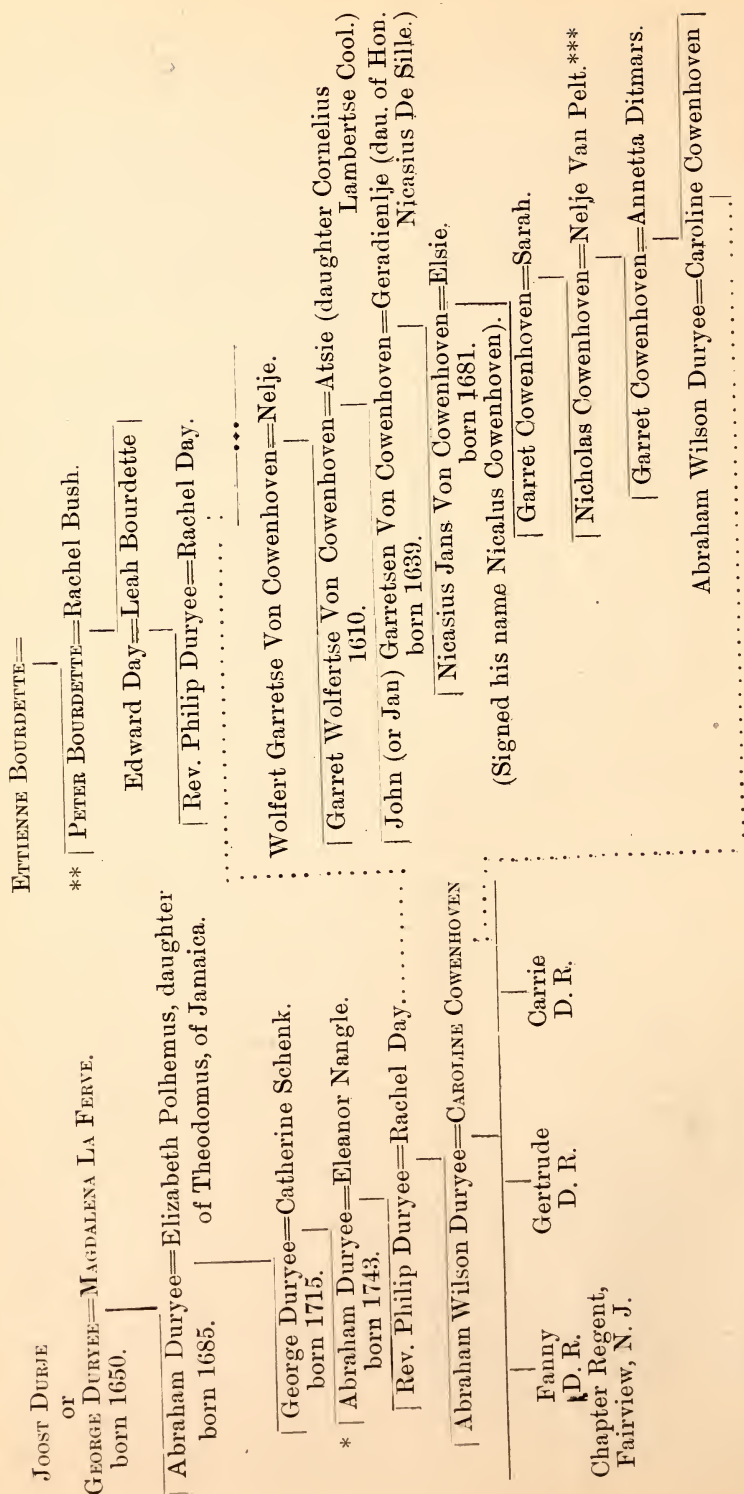 JOOST DURJE
or
GEORGE DURYEE=MAGDALENA LA FERVE.
born 1650.
| Abraham Duryee=Elizabeth Polhemus, daughter
born 1685. of Theodomus, of Jamaica.
| George Duryee=Catherine Schenk.
born 1715.
* | Abraham Duryee=Eleanor Nangle.
born 1743.
| Rev. Philip Duryee=Rachel Day.
| Abraham Wilson Duryee=CAROLINE COWENHOVEN
Fanny
D. R.
Chapter Regent,
Fairview, N. J.
Gertrude
D. R.
Carrie
D. R.
ETTIENNE BOURDETTE=
** | PETER BOURDETTE=Rachel Bush.
Edward Day=Leah Bourdette |
| Rev. Philip Duryee=Rachel Day.
Wolfert Garretse Von Cowenhoven=Nelje.
| Garret Wolfertse Von Cowenhoven=Atsie (daughter Cornelius
1610. Lambertse Cool.)
| John (or Jan) Garretsen Von Cowenhoven=Geradienlje (dau. of Hon.
born 1639. Nicasius De Sille.)
| Nicasius Jans Von Cowenhoven=Elsie.
born 1681.
(Signed his name Nicalus Cowenhoven). |
| Garret Cowenhoven=Sarah.
| Nicholas Cowenhoven=Nelje Van Pelt.***
| Garret Cowenhoven=Annetta Ditmars.
Abraham Wilson Duryee=Caroline Cowenhoven |